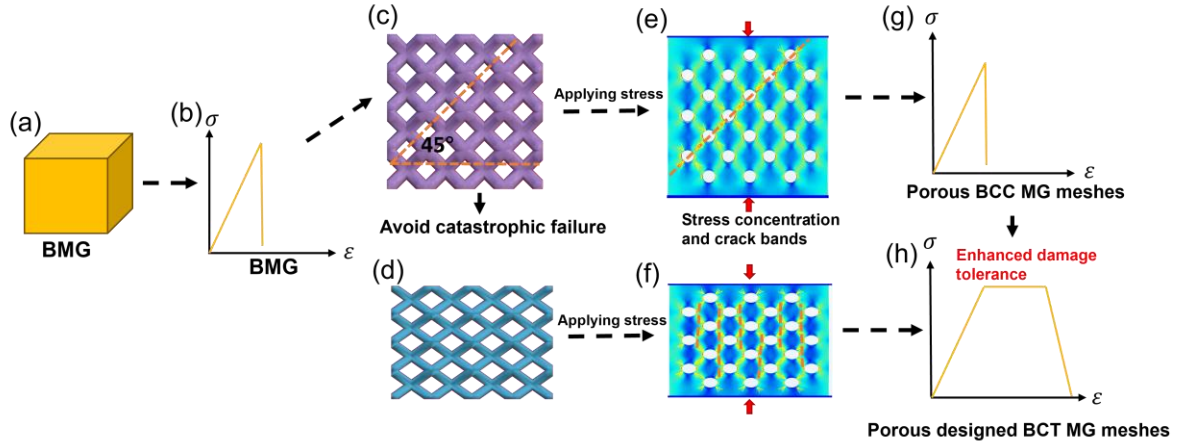 (a)
BMG
(b)
σ
ε
BMG
(c)
45°
Avoid catastrophic failure
(d)
Applying stress
(e)
Stress concentration
and crack bands
Applying stress
(f)
(g)
σ
ε
Porous BCC MG meshes
(h)
σ
Enhanced damage
tolerance
ε
Porous designed BCT MG meshes